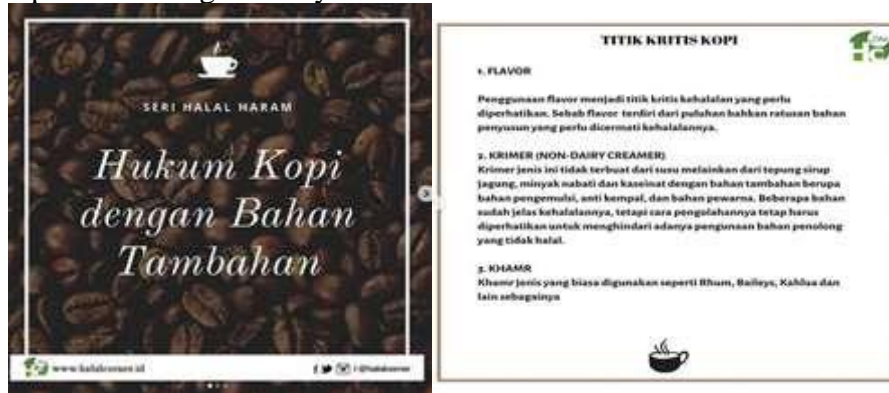 SERI HALAL HARAM
Hukum Kopi
dengan Bahan
Tambahan
www.halalcorner.id
TITIK KRITIS KOPI
1. FLAVOR
Penggunaan flavor menjadi titik kritis kehalalan yang perlu
diperhatikan. Sebab flavor terdiri dari puluhan bahkan ratusan bahan
penyusun yang perlu dicermati kehalalannya.
2. KRIMER (NON-DAIRY CREAMER)
Krimer jenis ini tidak terbuat dari susu melainkan dari tepung sirup
jagung, minyak nabati dan kaseinat dengan bahan tambahan berupa
bahan pengemulsi, anti kempal, dan bahan pewarna. Beberapa bahan
sudah jelas kehalalannya, tetapi cara pengolahannya tetap harus
diperhatikan untuk menghindari adanya pengunaan bahan penolong
yang tidak halal.
3. KHAMR
Khamr jenis yang biasa digunakan seperti Rhum, Baileys, Kahlua dan
lain sebagainya